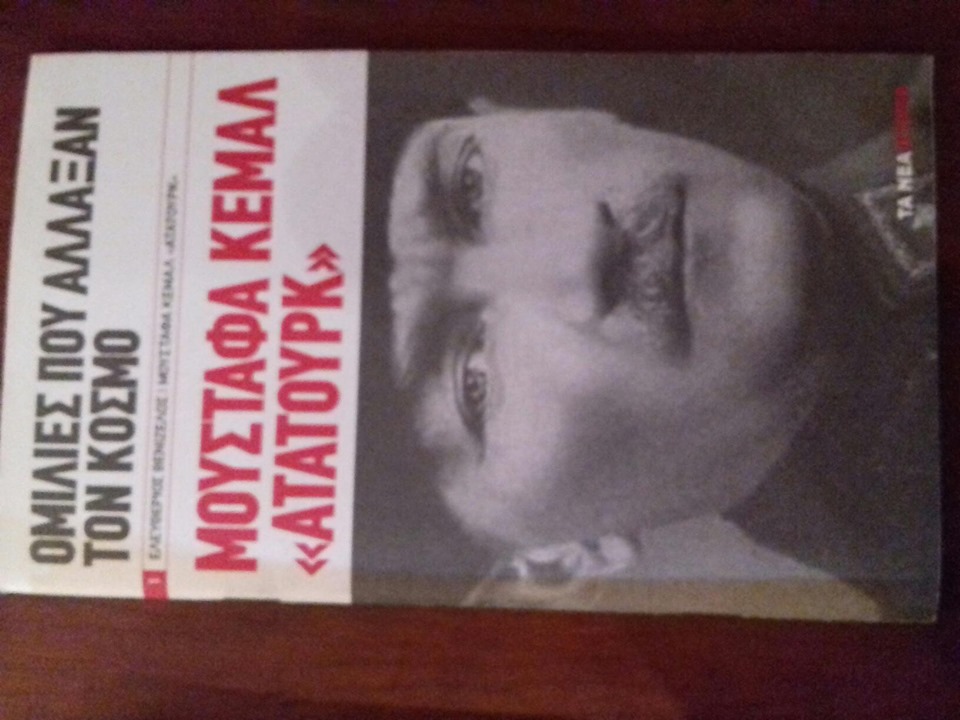 ΟΜΙΛΙΕΣ ΠΟΥ ΑΛΛΑΞΑΝ
ΤΟΝ ΚΟΣΜΟ
ΕΛΕΥΘΕΡΙΟΣ ΒΕΝΙΖΕΛΟΣ | ΜΟΥΣΤΑΦΑ ΚΕΜΑΛ «ΑΤΑΤΟΥΡΚ»
ΜΟΥΣΤΑΦΑ ΚΕΜΑΛ
«ΑΤΑΤΟΥΡΚ»
ΤΑ ΝΕΑ